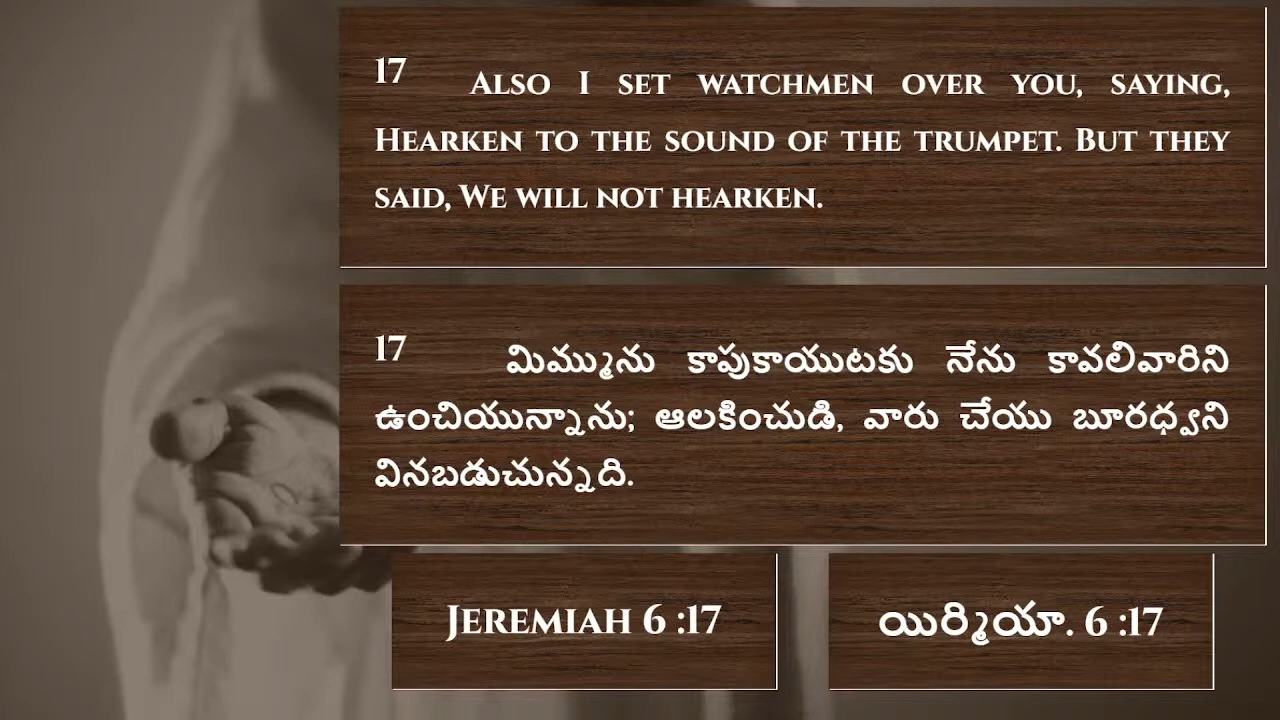 17 Also I set watchmen over you, saying,
Hearken to the sound of the trumpet. But they
said, We will not hearken.
17 మిమ్మును కాపుకాయుటకు నేను కావలివారిని
ఉంచియున్నాను; ఆలకించుడి, వారు చేయు బూరధ్వని
వినబడుచున్నది.
Jeremiah 6 :17
యిర్మియా. 6 :17